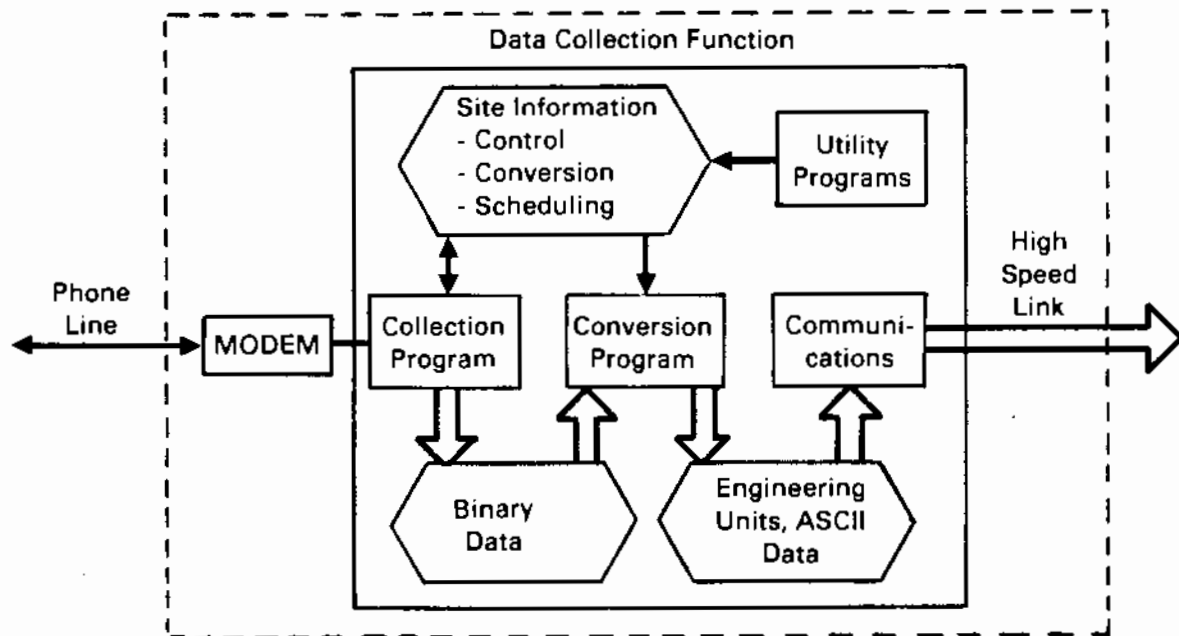 Data Collection Function
Site Information
- Control
- Conversion
- Scheduling
Utility
Programs
High
Speed
Link
Phone
Line
MODEM
Collection
Program
Conversion
Program
Communi-
cations
Binary
Data
Engineering
Units, ASCII
Data